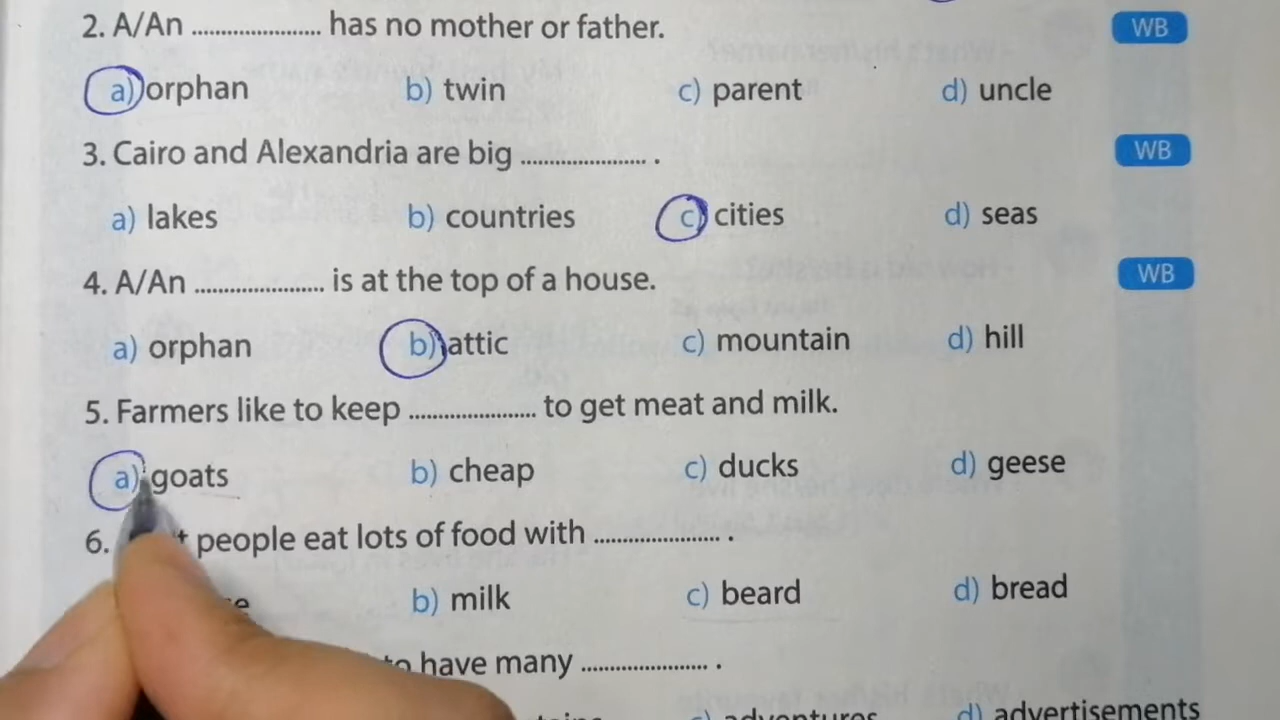 2. A/An ........................ has no mother or father. WB
a) orphan b) twin c) parent d) uncle
3. Cairo and Alexandria are big ........................ . WB
a) lakes b) countries c) cities d) seas
4. A/An ........................ is at the top of a house. WB
a) orphan b) attic c) mountain d) hill
5. Farmers like to keep ........................ to get meat and milk.
a) goats b) cheap c) ducks d) geese
6. people eat lots of food with ........................ .
b) milk c) beard d) bread
to have many ........................ .
c) adventures d) advertisements